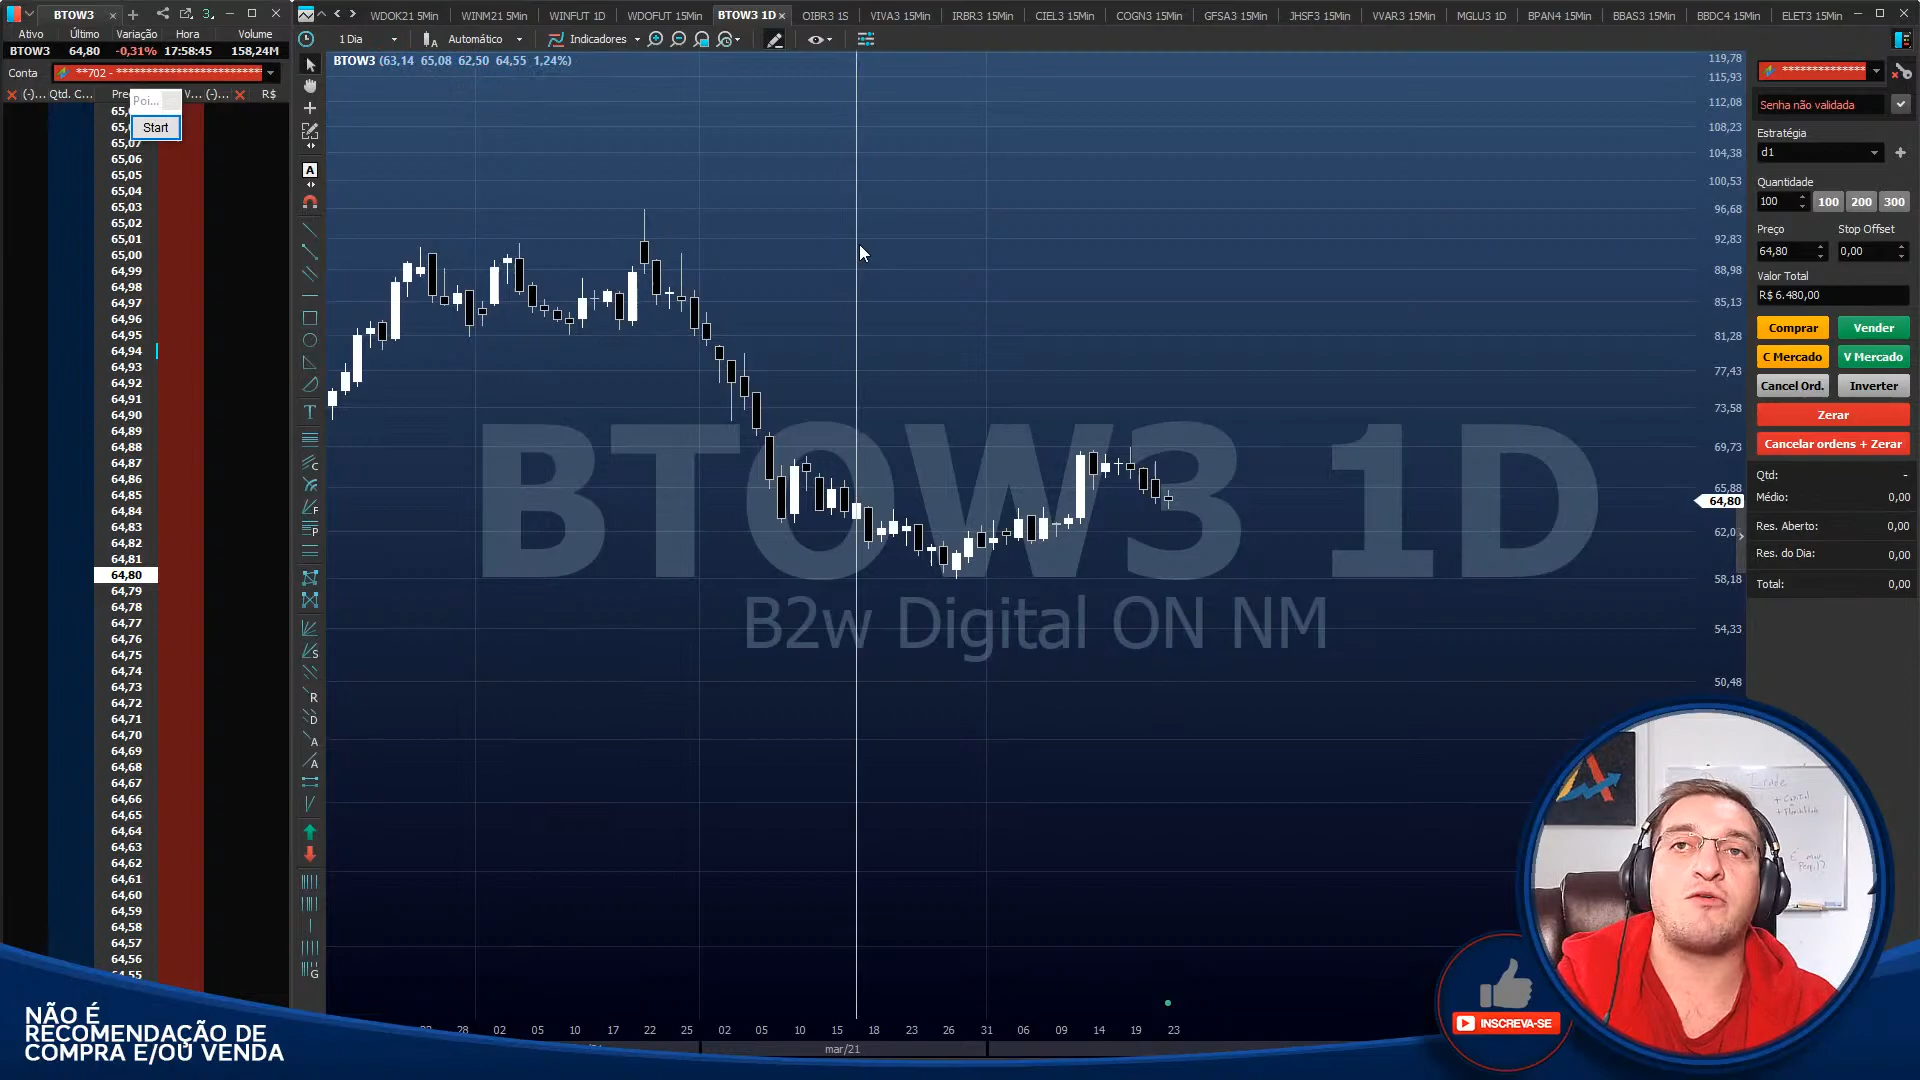 BTOW3
WDOK21 5Min
WINM21 5Min
WINFUT 1D
WDOFUT 15Min
BTOW3 1D
OIBR3 1S
VIVA3 15Min
IRBR3 15Min
CIEL3 15Min
COGN3 15Min
GFSA3 15Min
JHSF3 15Min
VVAR3 15Min
MGLU3 1D
BPAN4 15Min
BBAS3 15Min
BBDC4 15Min
ELET3 15Min
Ativo Último Variação Hora Volume
BTOW3 64,80 -0,31% 17:58:45 158,24M
Conta **702 - *************************
1 Dia Automático Indicadores
BTOW3 (63,14 65,08 62,50 64,55 1,24%)
(-)... Qtd. C... V... (-)... R$
Poi...
Start
65,07
65,06
65,05
65,04
65,03
65,02
65,01
65,00
64,99
64,98
64,97
64,96
64,95
64,94
64,93
64,92
64,91
64,90
64,89
64,88
64,87
64,86
64,85
64,84
64,83
64,82
64,81
64,80
64,79
64,78
64,77
64,76
64,75
64,74
64,73
64,72
64,71
64,70
64,69
64,68
64,67
64,66
64,65
64,64
64,63
64,62
64,61
64,60
64,59
64,58
64,57
64,56
BTOW3 1D
B2w Digital ON NM
119,78
115,93
112,08
108,23
104,38
100,53
96,68
92,83
88,98
85,13
81,28
77,43
73,58
69,73
65,88
64,80
58,18
54,33
50,48
28 02 05 10 17 22 25 02 05 10 15 18 23 26 31 06 09 14 19 23
mar/21
Senha não validada
Estratégia
d1
Quantidade
100 100 200 300
Preço Stop Offset
64,80 0,00
Valor Total
R$ 6.480,00
Comprar Vender
C Mercado V Mercado
Cancel Ord. Inverter
Zerar
Cancelar ordens + Zerar
Qtd: -
Médio: 0,00
Res. Aberto: 0,00
Res. do Dia: 0,00
Total: 0,00
INSCREVA-SE
NÃO É
RECOMENDAÇÃO DE
COMPRA E/OU VENDA